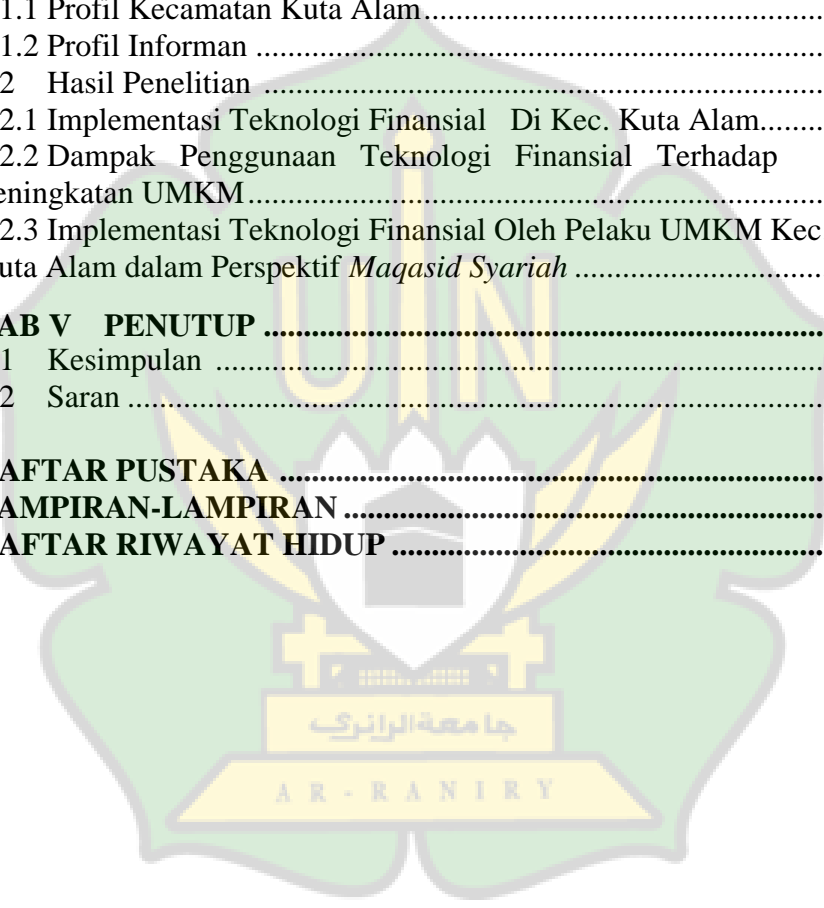 1.1 Profil Kecamatan Kuta Alam.......................................................
1.2 Profil Informan .......................................................................
2 Hasil Penelitian .......................................................................
2.1 Implementasi Teknologi Finansial Di Kec. Kuta Alam........
2.2 Dampak Penggunaan Teknologi Finansial Terhadap
eningkatan UMKM.........................................................................
2.3 Implementasi Teknologi Finansial Oleh Pelaku UMKM Kec
uta Alam dalam Perspektif Maqasid Syariah ...............................
AB V PENUTUP .......................................................................
1 Kesimpulan .............................................................................
2 Saran ........................................................................................
AFTAR PUSTAKA .....................................................................
AMPIRAN-LAMPIRAN .............................................................
AFTAR RIWAYAT HIDUP .......................................................
UIN
جامعةالرانري
AR-RANIRY